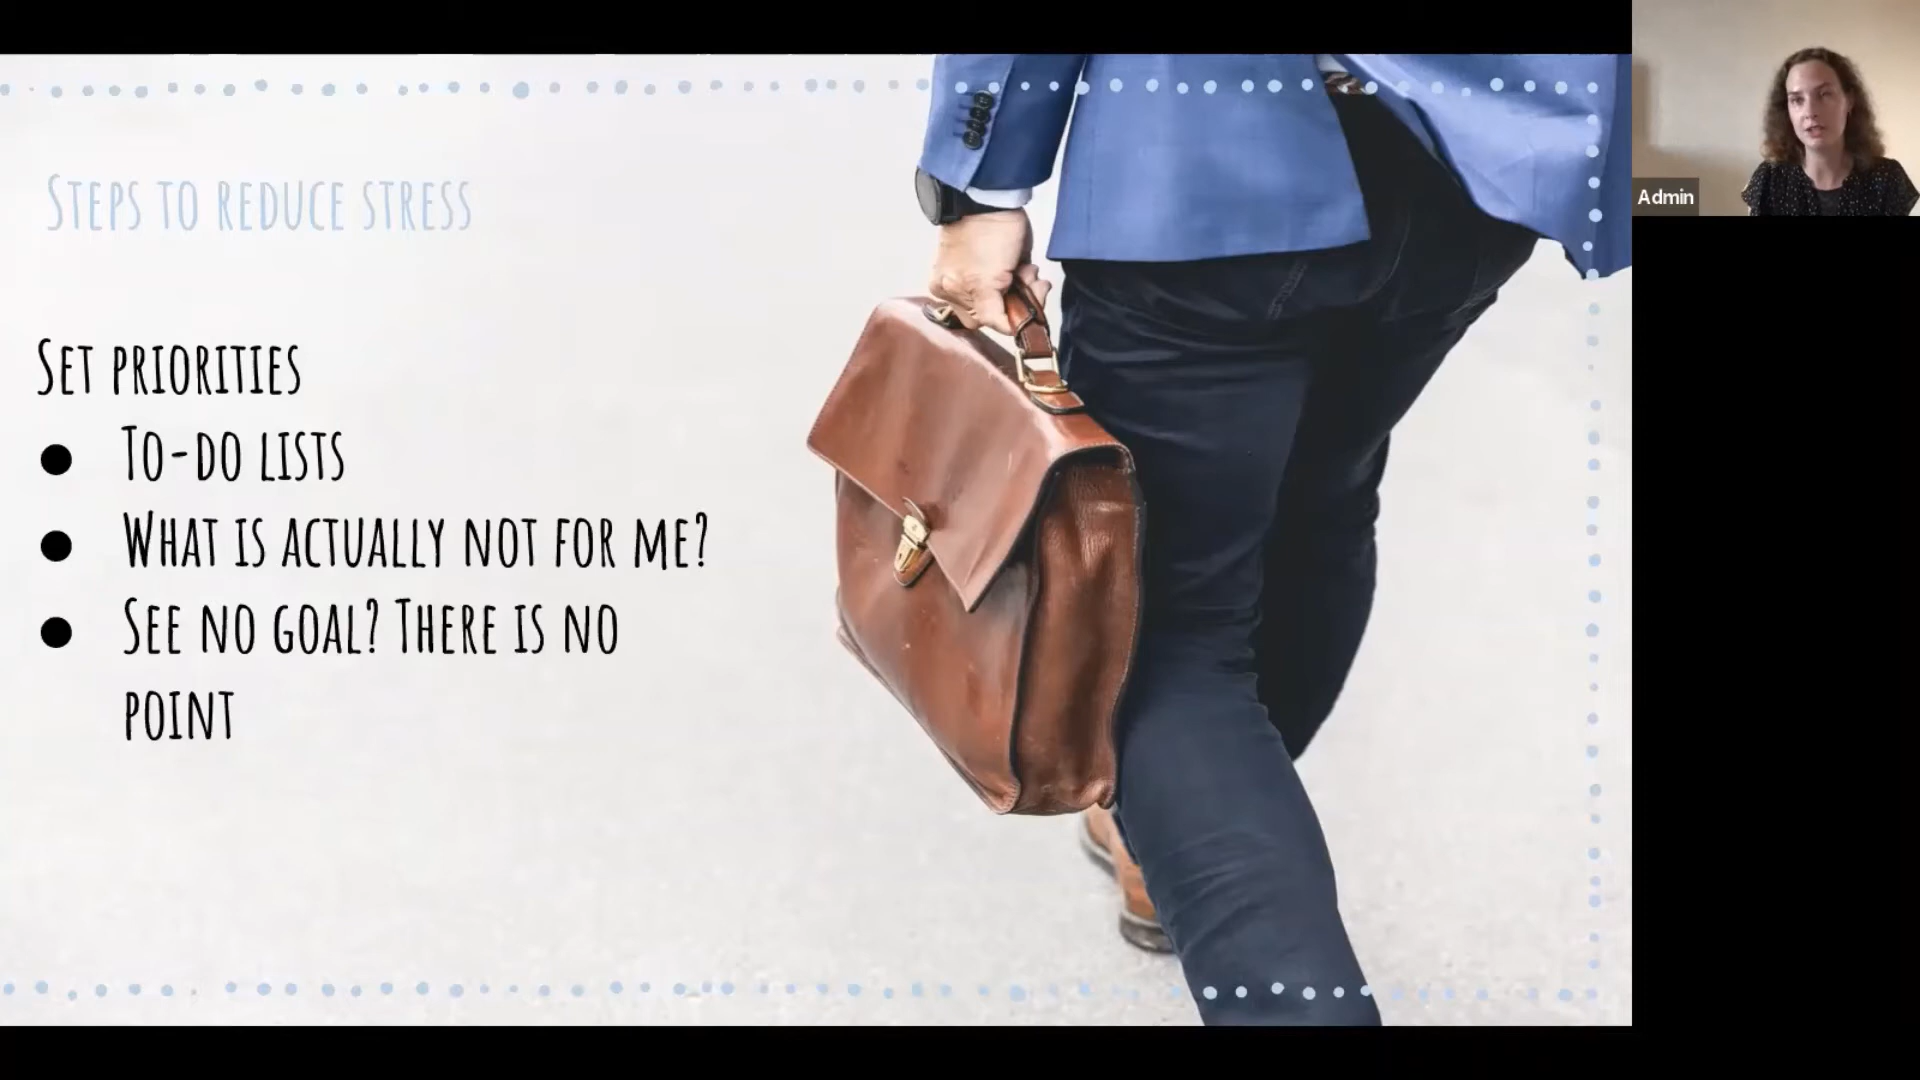 Steps to reduce stress
Set priorities
● To-do lists
● What is actually not for me?
● See no goal? There is no
point
Admin